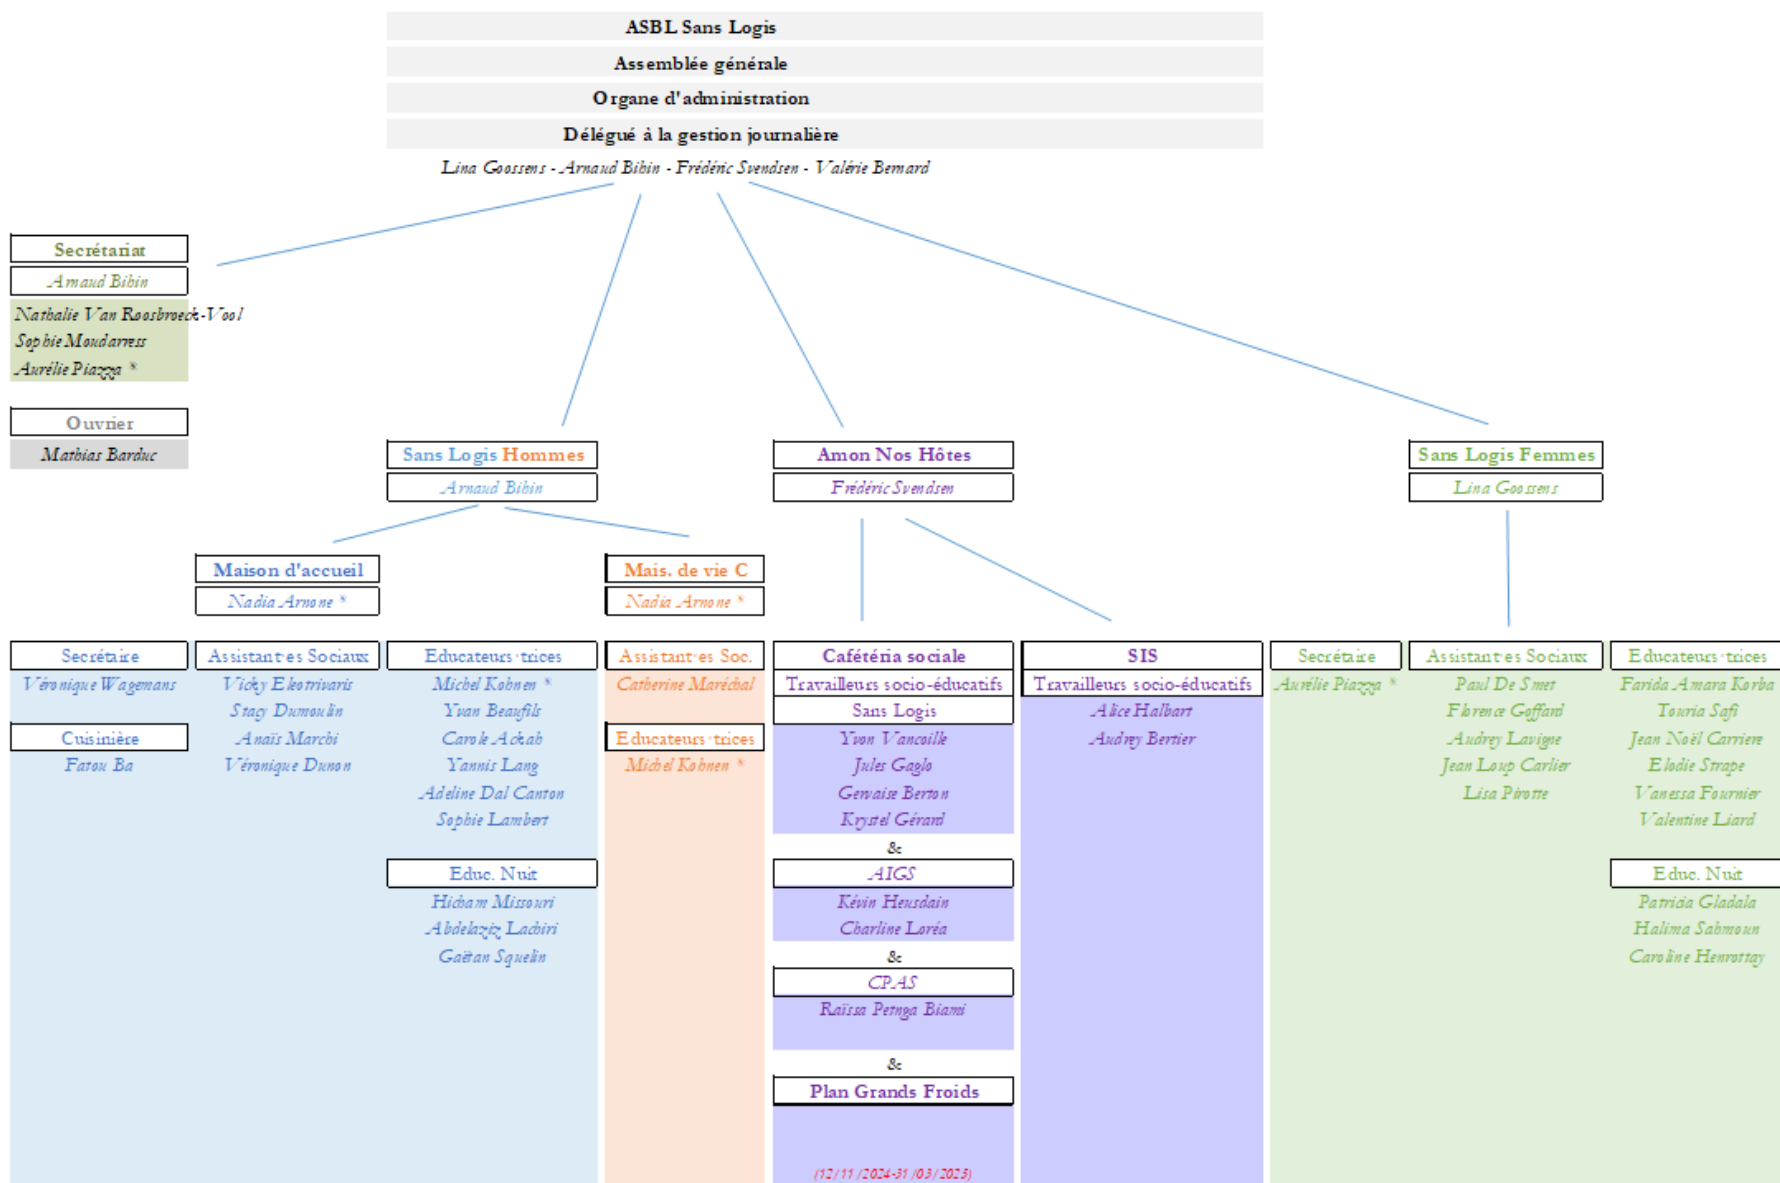 ASBL Sans Logis
Assemblée générale
Organe d'administration
Délégué à la gestion journalière
Lina Goossens - Arnaud Bihin - Frédéric Svendsen - Valérie Bernard
Secrétariat
Arnaud Bihin
Nathalie Van Roosbroeck-Vool
Sophie Moudarress
Aurélie Piazza *
Ouvrier
Mathias Barduc
Sans Logis Hommes
Arnaud Bihin
Maison d'accueil
Nadia Arnone *
Secrétaire
Véronique Wagemans
Cuisinière
Fatou Ba
Assistant·es Sociaux
Vicky Eleotrivaris
Stacy Dumoulin
Anaïs Marchi
Véronique Dunon
Educateurs·trices
Michel Kohnen *
Yvan Beaufils
Carole Ackah
Yannis Lang
Adeline Dal Canton
Sophie Lambert
Educ. Nuit
Hicham Missouri
Abdelaziz Lachiri
Gaëtan Squelin
Mais. de vie C
Nadia Arnone *
Assistant·es Soc.
Catherine Maréchal
Educateurs·trices
Michel Kohnen *
Amon Nos Hôtes
Frédéric Svendsen
Cafétéria sociale
Travailleurs socio-éducatifs
Sans Logis
Yvon Vancoille
Jules Gaglo
Gervaise Berton
Krystel Gérard
&
AIGS
Kévin Heusdain
Charline Loréa
&
CPAS
Raïssa Petnga Biami
&
Plan Grands Froids
(12/11/2024-31/03/2025)
SIS
Travailleurs socio-éducatifs
Alice Halbart
Audrey Bertier
Sans Logis Femmes
Lina Goossens
Secrétaire
Aurélie Piazza *
Assistant·es Sociaux
Paul De Smet
Florence Goffard
Audrey Lavigne
Jean Loup Carlier
Lisa Pirotte
Educateurs·trices
Farida Amara Korba
Touria Safi
Jean Noël Carriere
Elodie Strape
Vanessa Fournier
Valentine Liard
Educ. Nuit
Patricia Gladala
Halima Sahmoun
Caroline Henrottay